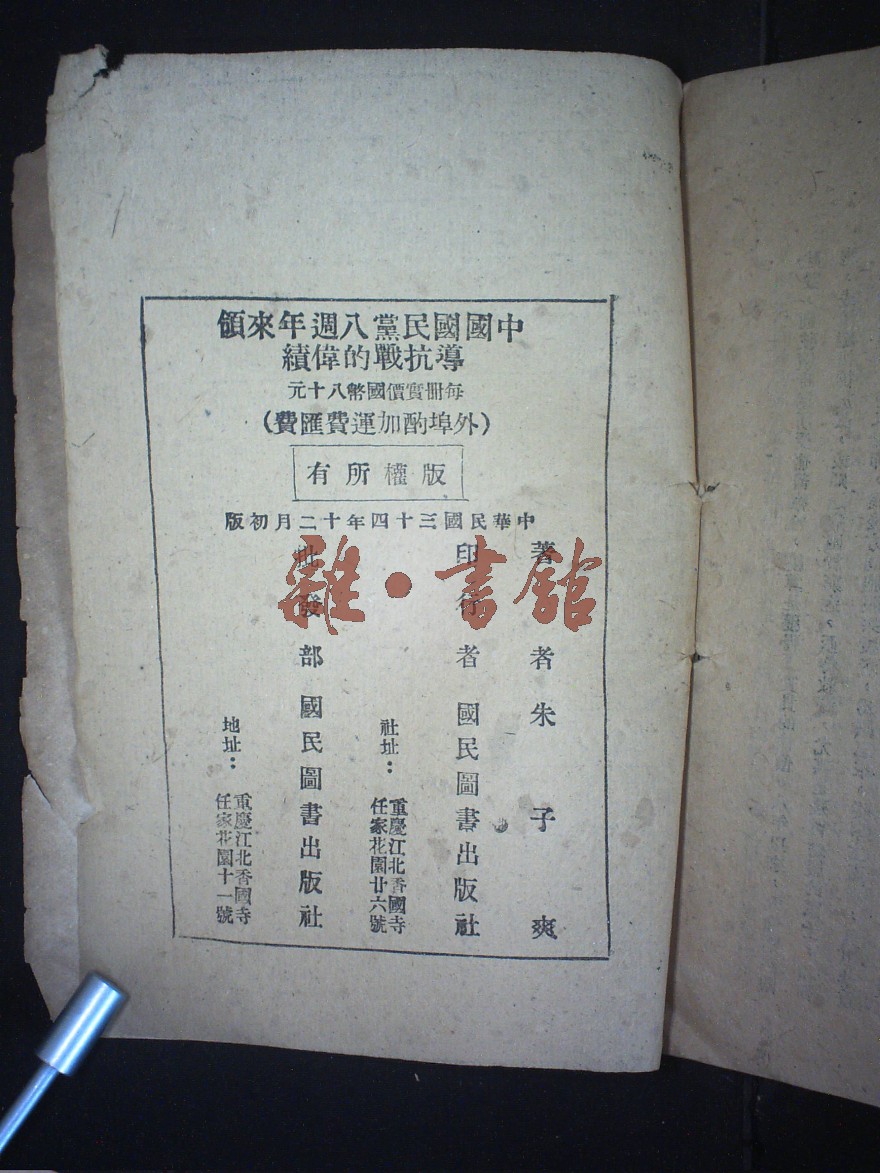 中國國民黨八週年來領
導抗戰的偉績
每冊實價國幣八十元
(外埠酌加運費匯費)
版權所有
中華民國三十四年十二月初版
著者朱子爽
印行者國民圖書出版社
社址：重慶江北香國寺
任家花園廿六號
批發部國民圖書出版社
地址：重慶江北香國寺
任家花園十一號
雜·書館